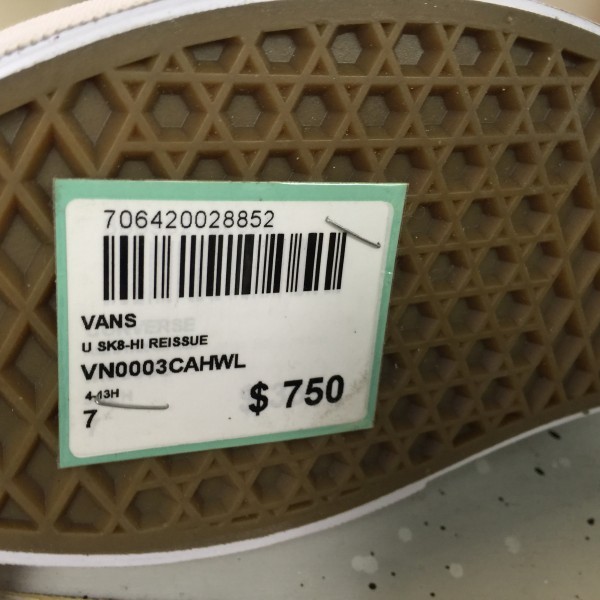 706420028852
VANS
U SK8-HI REISSUE
VN0003CAHWL
4-13H
$ 750
7